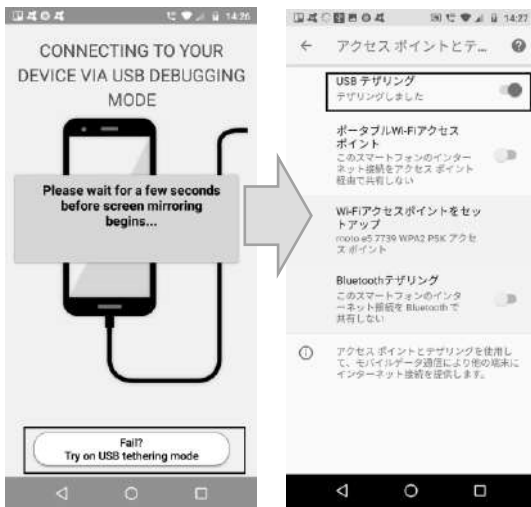 14:26
CONNECTING TO YOUR
DEVICE VIA USB DEBUGGING
MODE
Please wait for a few seconds
before screen mirroring
begins...
Fail?
Try on USB tethering mode
14:27
アクセス ポイントとテ...
USB テザリング
テザリングしました
ポータブルWi-Fiアクセス
ポイント
このスマートフォンのインター
ネット接続をアクセス ポイント
経由で共有しない
Wi-Fiアクセスポイントをセッ
トアップ
moto e5 7739 WPA2 PSK アクセ
ス ポイント
Bluetoothテザリング
このスマートフォンのインタ
ーネット接続を Bluetooth で
共有しない
アクセス ポイントとテザリングを使用し
て、モバイルデータ通信により他の端末に
インターネット接続を提供します。